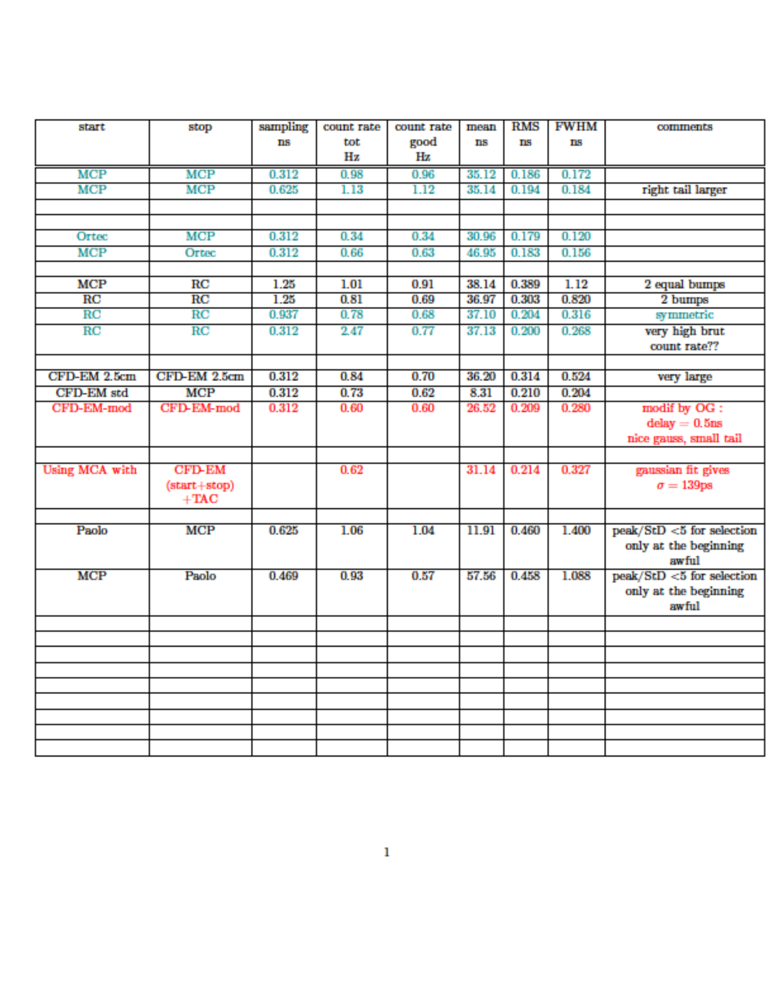 start stop sampling count rate count rate mean RMS FWHM comments
ns tot good ns ns ns
Hz Hz
MCP MCP 0.312 0.98 0.96 35.12 0.186 0.172
MCP MCP 0.625 1.13 1.12 35.14 0.194 0.184 right tail larger
Ortec MCP 0.312 0.34 0.34 30.96 0.179 0.120
MCP Ortec 0.312 0.66 0.63 46.95 0.183 0.156
MCP RC 1.25 1.01 0.91 38.14 0.389 1.12 2 equal bumps
RC RC 1.25 0.81 0.69 36.97 0.303 0.820 2 bumps
RC RC 0.937 0.78 0.68 37.10 0.204 0.316 symmetric
RC RC 0.312 2.47 0.77 37.13 0.200 0.268 very high brut
count rate??
CFD-EM 2.5cm CFD-EM 2.5cm 0.312 0.84 0.70 36.20 0.314 0.524 very large
CFD-EM std MCP 0.312 0.73 0.62 8.31 0.210 0.204
CFD-EM-mod CFD-EM-mod 0.312 0.60 0.60 26.52 0.209 0.280 modif by OG :
delay = 0.5ns
nice gauss, small tail
Using MCA with CFD-EM 0.62 31.14 0.214 0.327 gaussian fit gives
(start+stop) σ = 139ps
+TAC
Paolo MCP 0.625 1.06 1.04 11.91 0.460 1.400 peak/StD <5 for selection
only at the beginning
awful
MCP Paolo 0.469 0.93 0.57 57.56 0.458 1.088 peak/StD <5 for selection
only at the beginning
awful
1